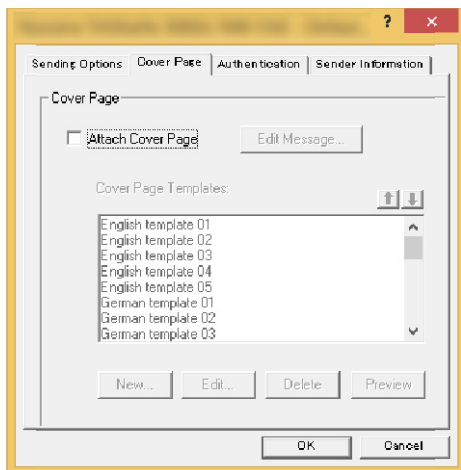 ?
Sending Options Cover Page Authentication Sender Information
Cover Page
Attach Cover Page Edit Message...
Cover Page Templates:
English template 01
English template 02
English template 03
English template 04
English template 05
German template 01
German template 02
German template 03
New... Edit... Delete Preview
OK Cancel